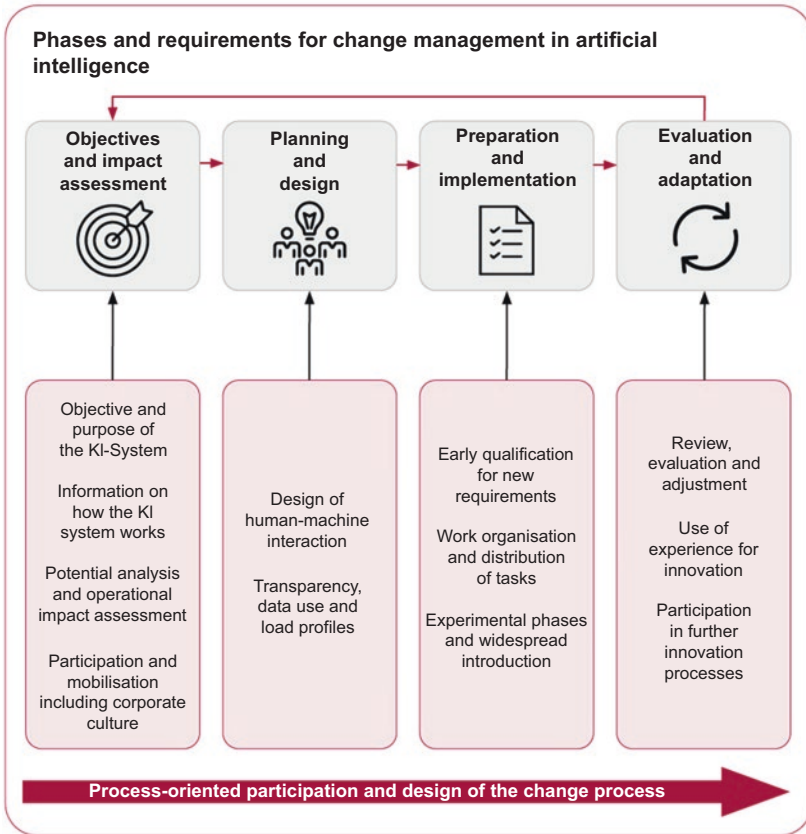 Phases and requirements for change management in artificial
intelligence
Objectives
and impact
assessment
Planning
and
design
Preparation
and
implementation
Evaluation
and
adaptation
Objective and
purpose of
the KI-System
Information on
how the KI
system works
Potential analysis
and operational
impact assessment
Participation and
mobilisation
including corporate
culture
Design of
human-machine
interaction
Transparency,
data use and
load profiles
Early qualification
for new
requirements
Work organisation
and distribution
of tasks
Experimental phases
and widespread
introduction
Review,
evaluation and
adjustment
Use of
experience for
innovation
Participation
in further
innovation
processes
Process-oriented participation and design of the change process